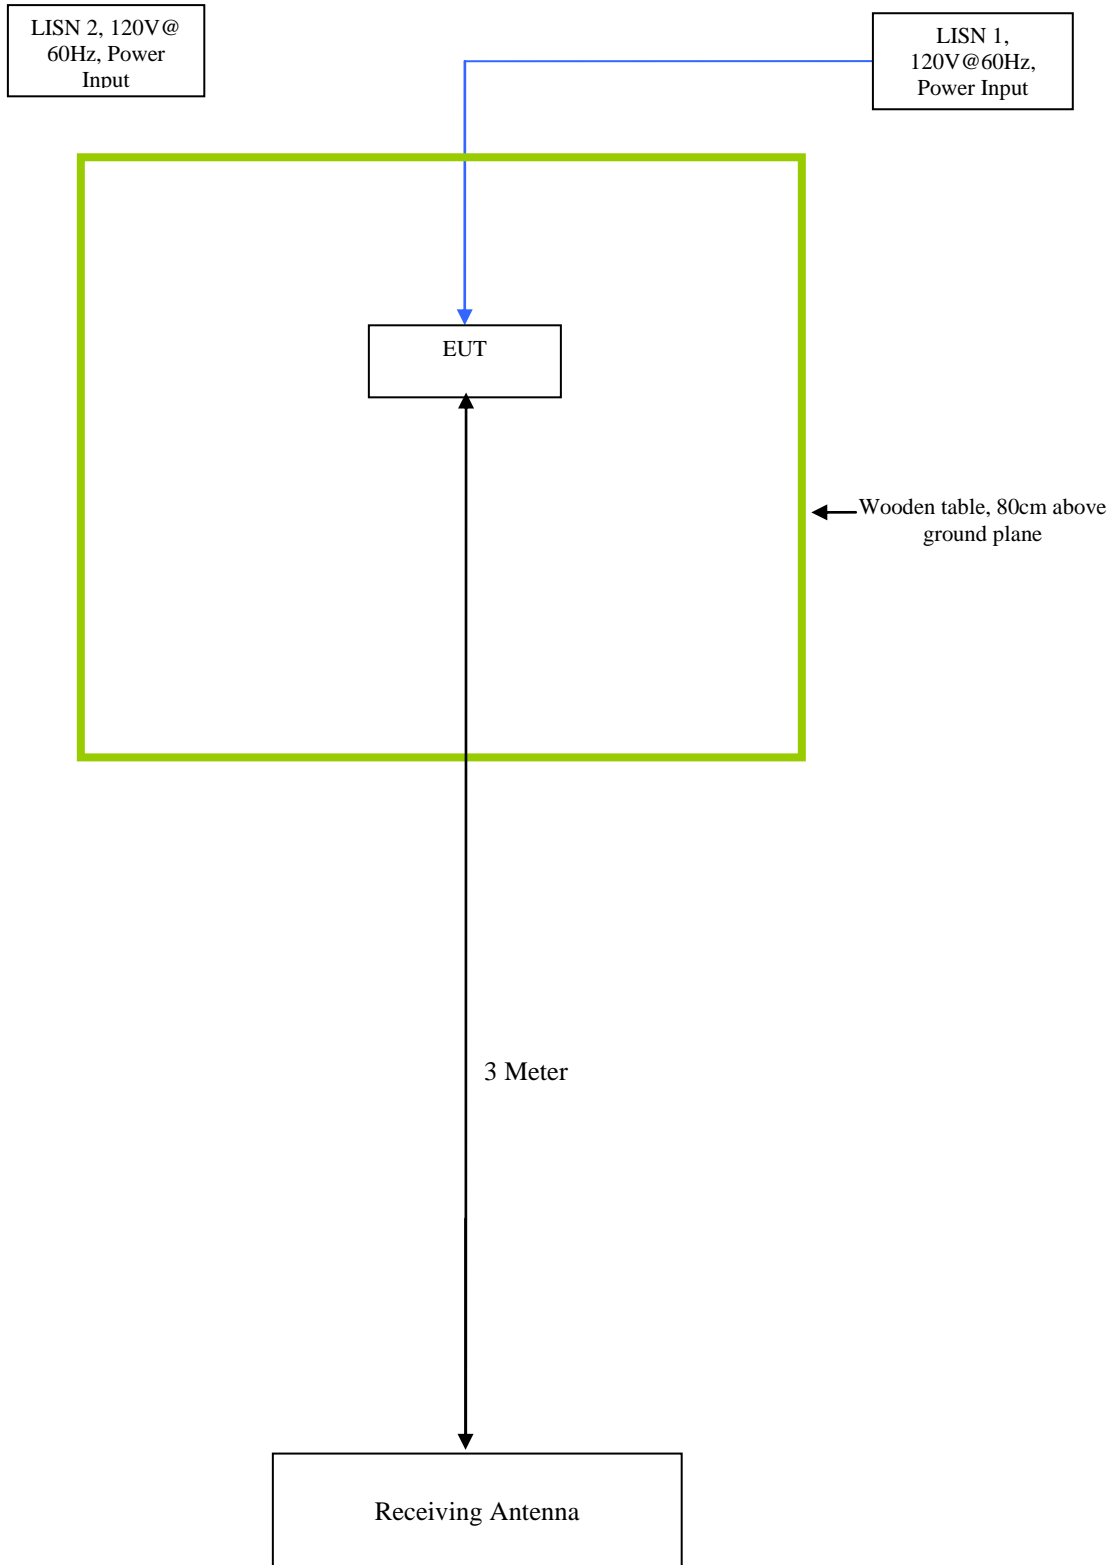 LISN 2, 120V@
60Hz, Power
Input
LISN 1,
120V@60Hz,
Power Input
EUT
Wooden table, 80cm above
ground plane
3 Meter
Receiving Antenna